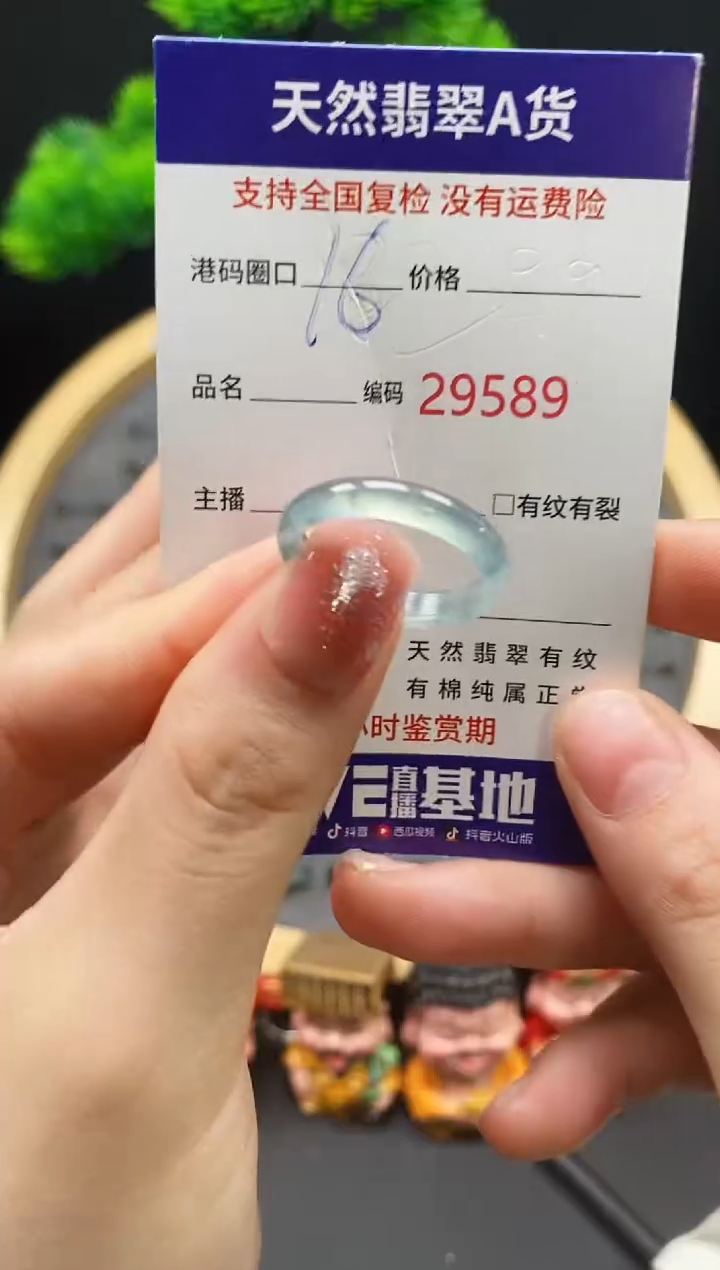 天然翡翠A货
支持全国复检 没有运费险
港码圈口 16 价格
品名 编码 29589
主播 □有纹有裂
天然翡翠有纹
有棉纯属正
小时鉴赏期
VE直播基地
抖音 西瓜视频 抖音火山版